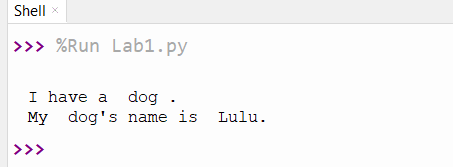 Shell ×
>>> %Run Lab1.py
I have a  dog .
My  dog's name is  Lulu.
>>>